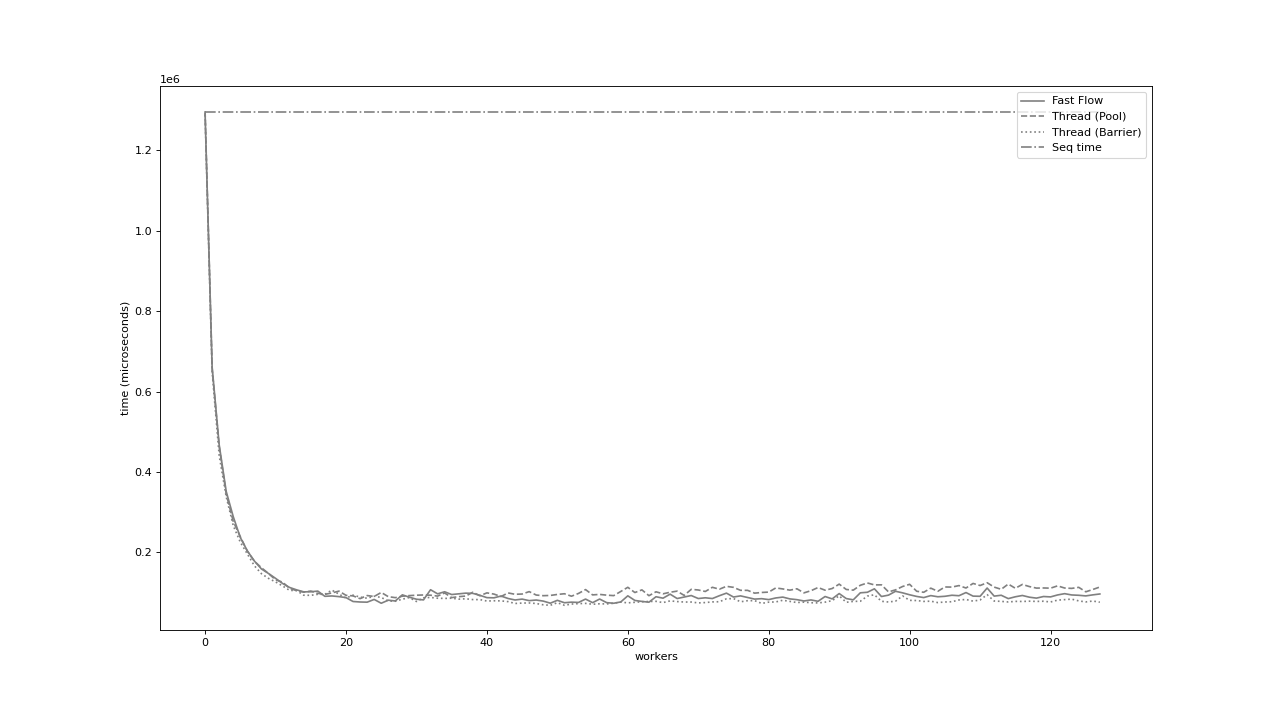 1e6
Fast Flow
Thread (Pool)
Thread (Barrier)
Seq time
1.2
1.0
0.8
0.6
0.4
0.2
time (microseconds)
0 20 40 60 80 100 120
workers